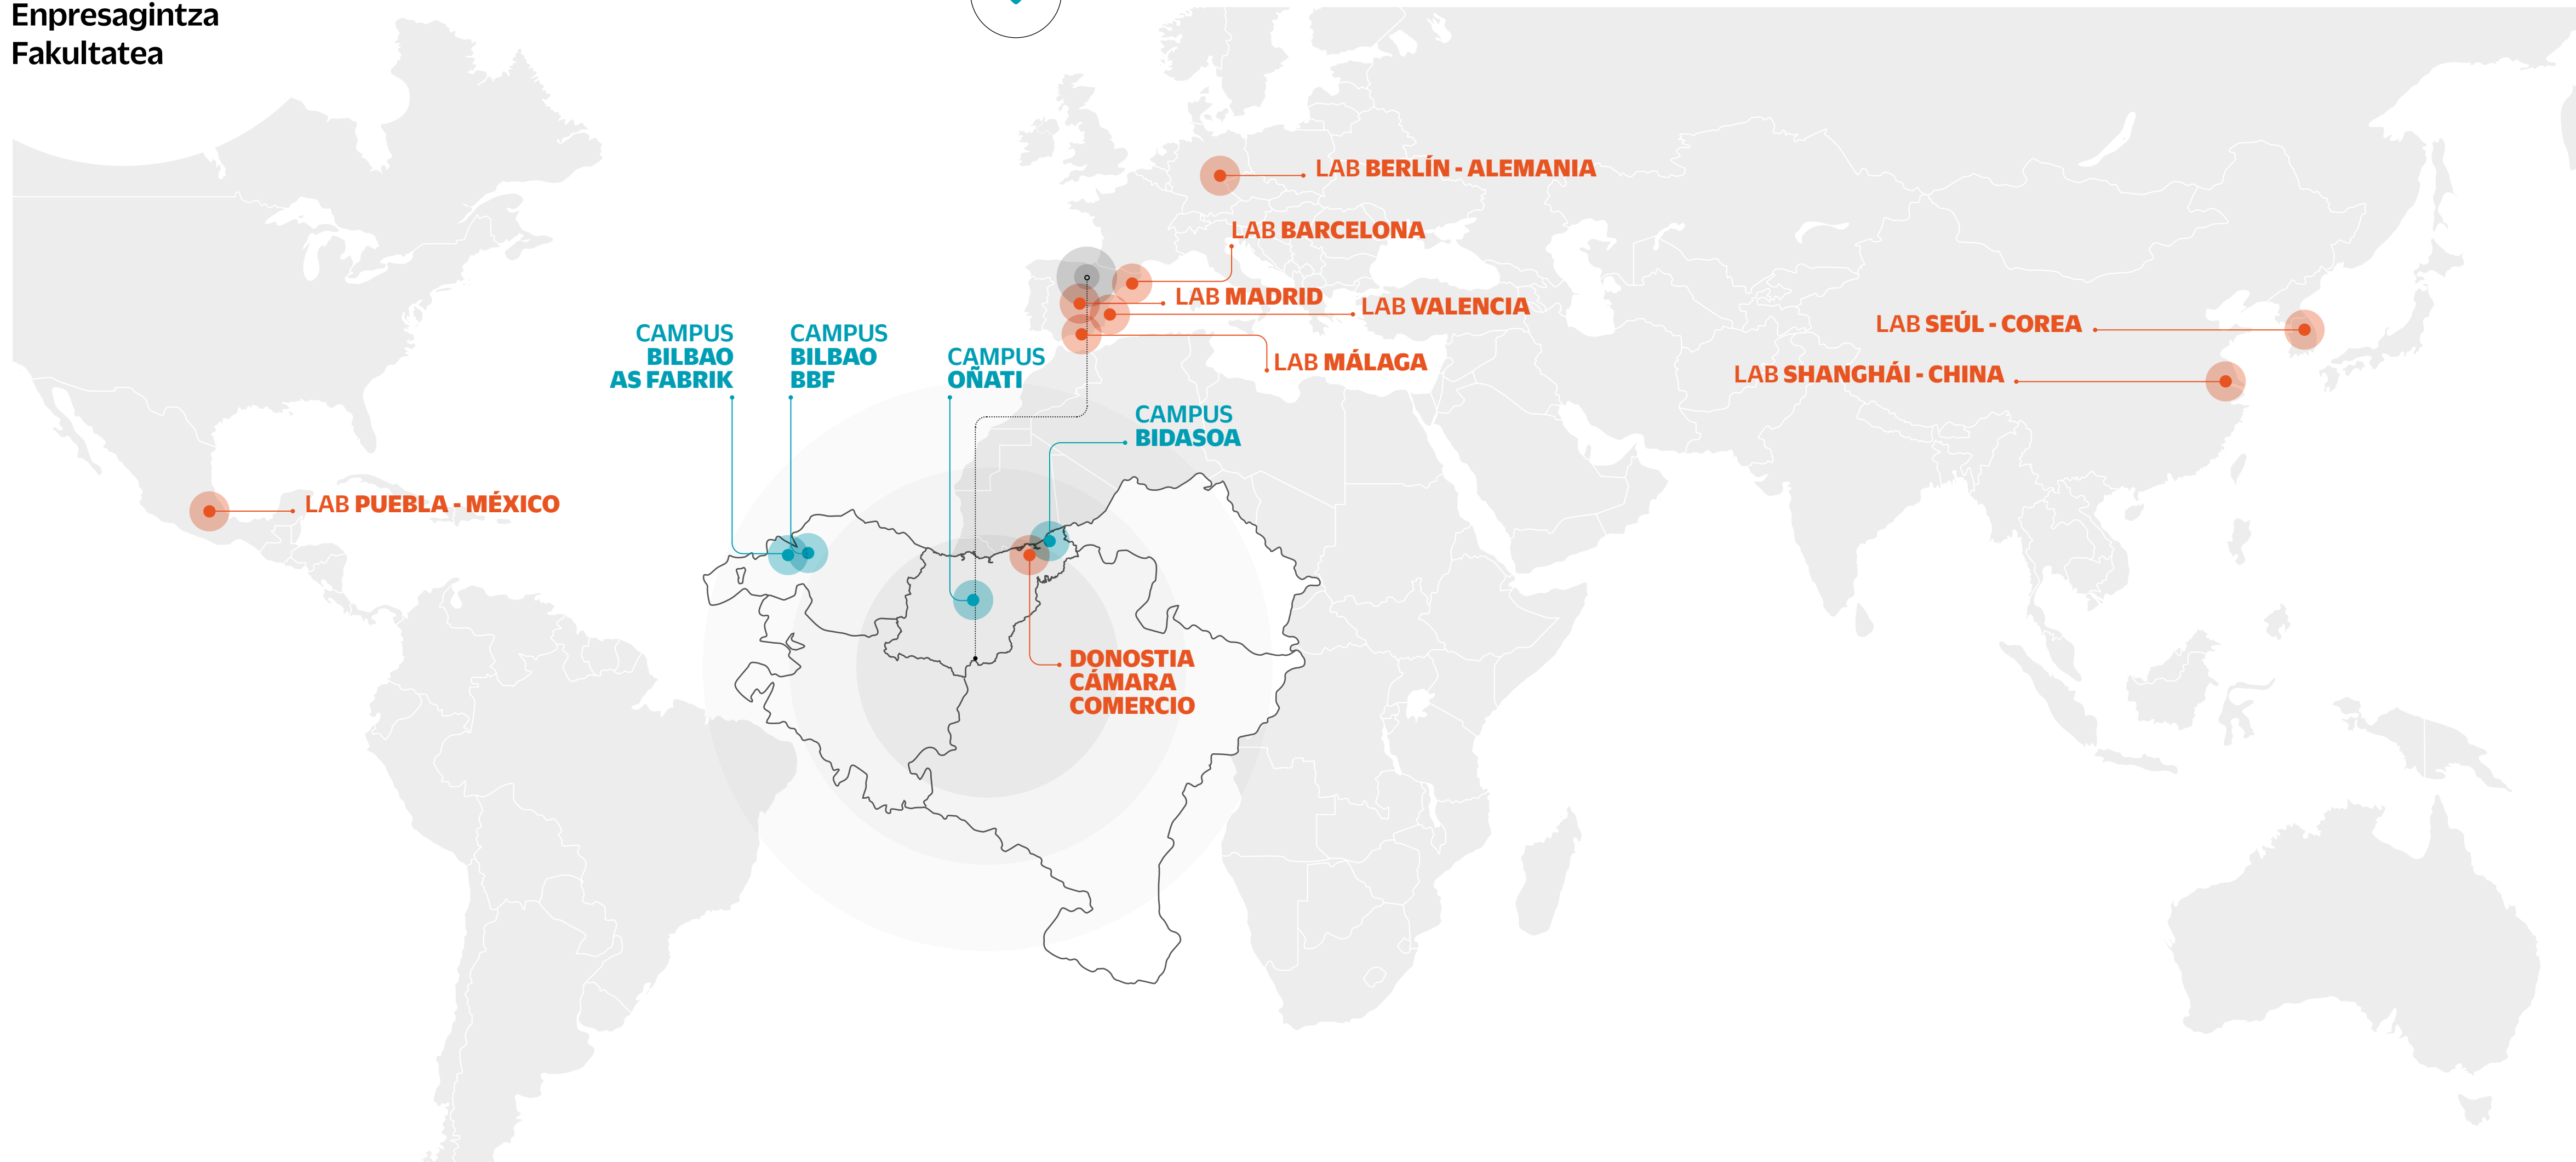 Enpresagintza
Fakultatea
LAB BERLÍN - ALEMANIA
LAB BARCELONA
LAB MADRID
LAB VALENCIA
LAB MÁLAGA
LAB SEÚL - COREA
LAB SHANGHÁI - CHINA
CAMPUS
BILBAO
AS FABRIK
CAMPUS
BILBAO
BBF
CAMPUS
OÑATI
CAMPUS
BIDASOA
LAB PUEBLA - MÉXICO
DONOSTIA
CÁMARA
COMERCIO